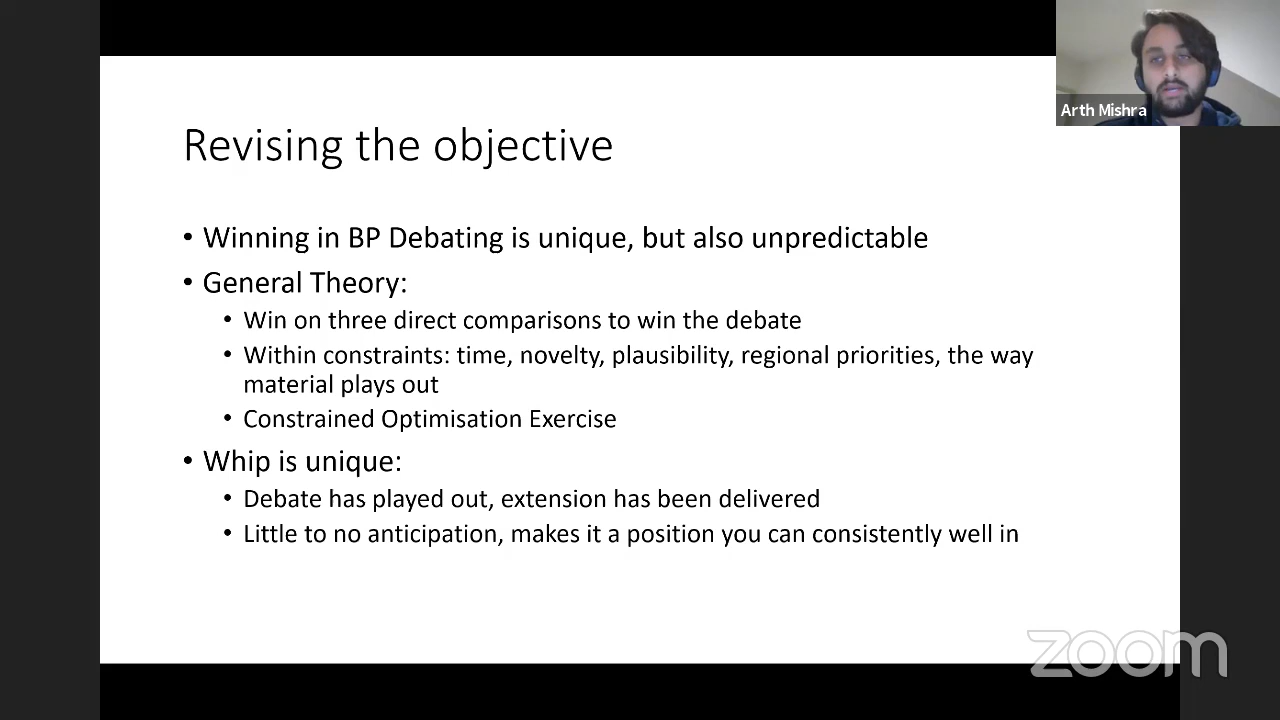 Arth Mishra
Revising the objective
• Winning in BP Debating is unique, but also unpredictable
• General Theory:
• Win on three direct comparisons to win the debate
• Within constraints: time, novelty, plausibility, regional priorities, the way
material plays out
• Constrained Optimisation Exercise
• Whip is unique:
• Debate has played out, extension has been delivered
• Little to no anticipation, makes it a position you can consistently well in
zoom